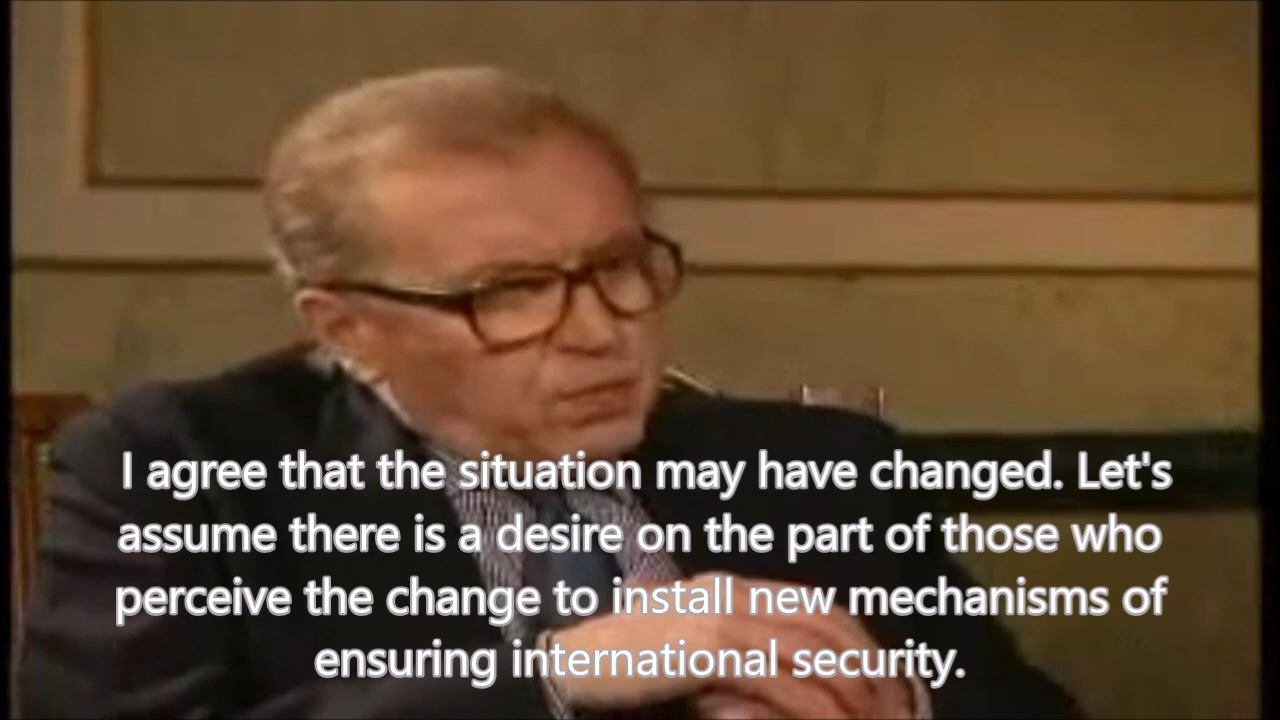 I agree that the situation may have changed. Let's
assume there is a desire on the part of those who
perceive the change to install new mechanisms of
ensuring international security.